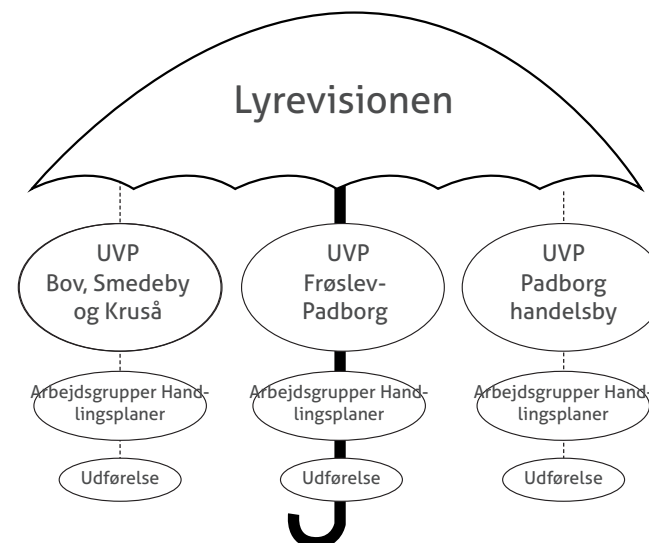 Lyrevisionen
UVP
Bov, Smedeby
og Kruså
UVP
Frøslev-
Padborg
UVP
Padborg
handelsby
Arbejdsgrupper Hand-
lingsplaner
Arbejdsgrupper Hand-
lingsplaner
Arbejdsgrupper Hand-
lingsplaner
Udførelse
Udførelse
Udførelse